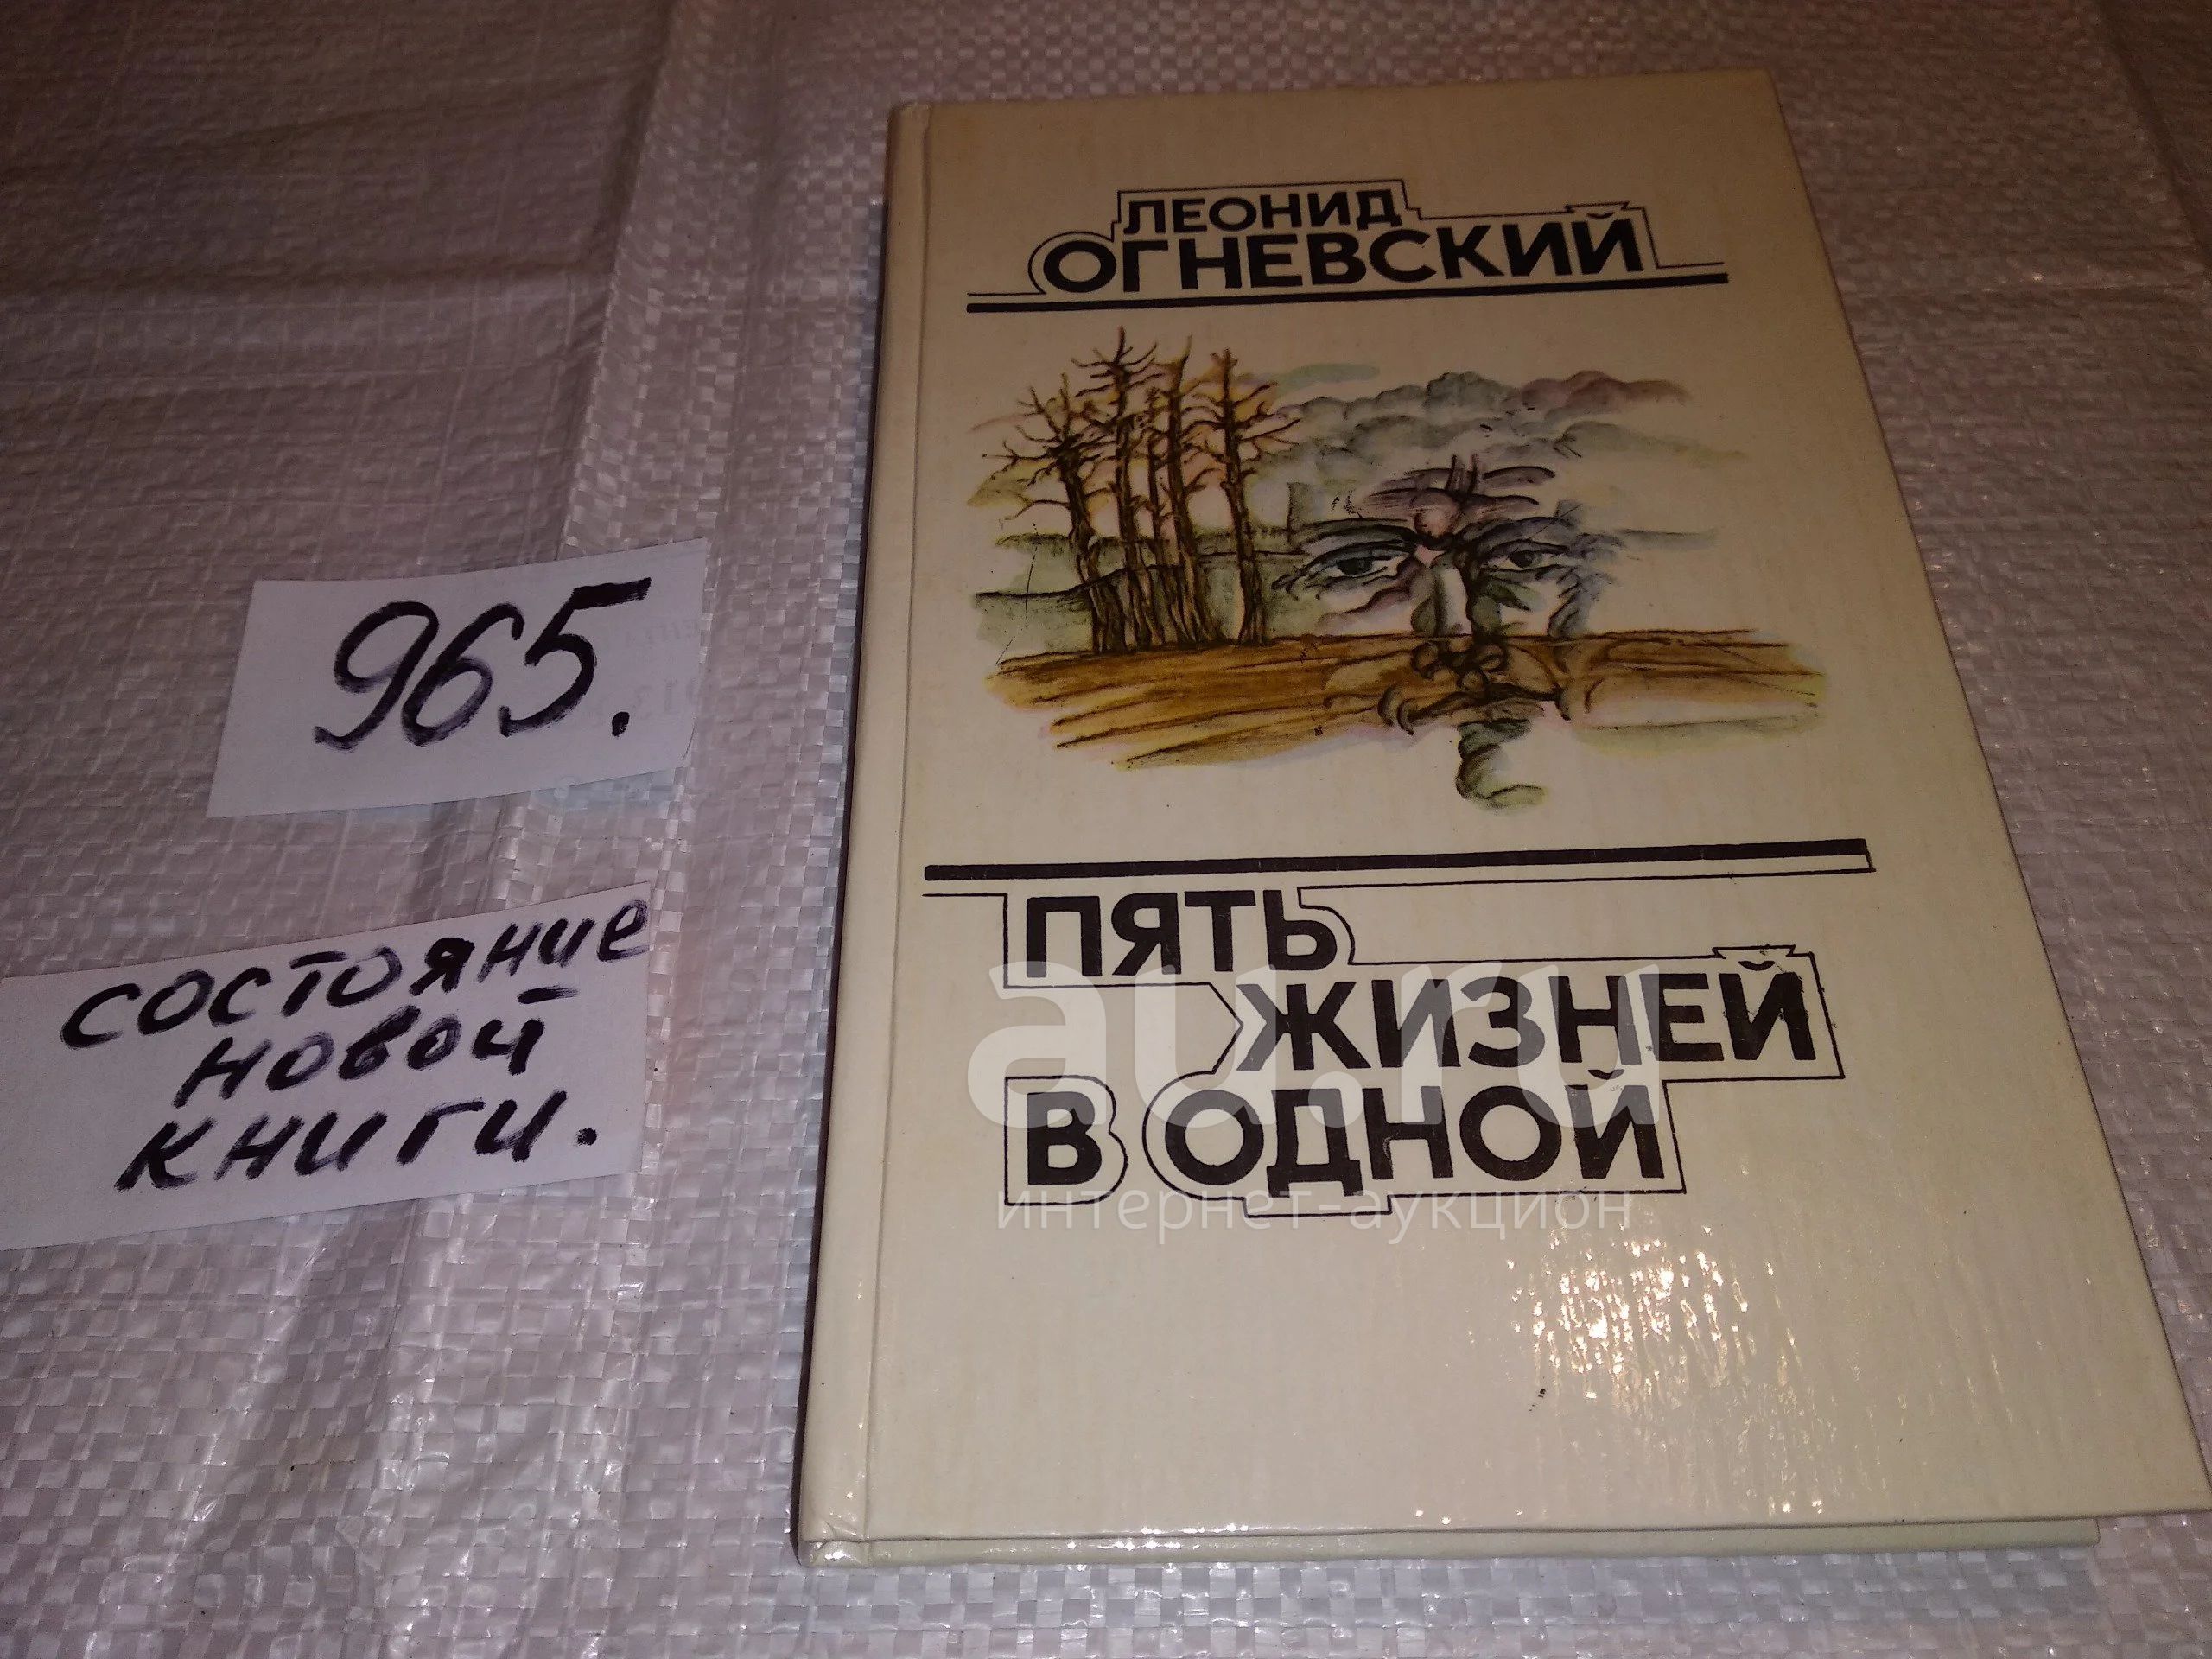 ЛЕОНИД
ОГНЕВСКИЙ
965.
состояние
новой
книги.
ПЯТЬ
ЖИЗНЕЙ
В ОДНОЙ
au.ru
интернет-аукцион